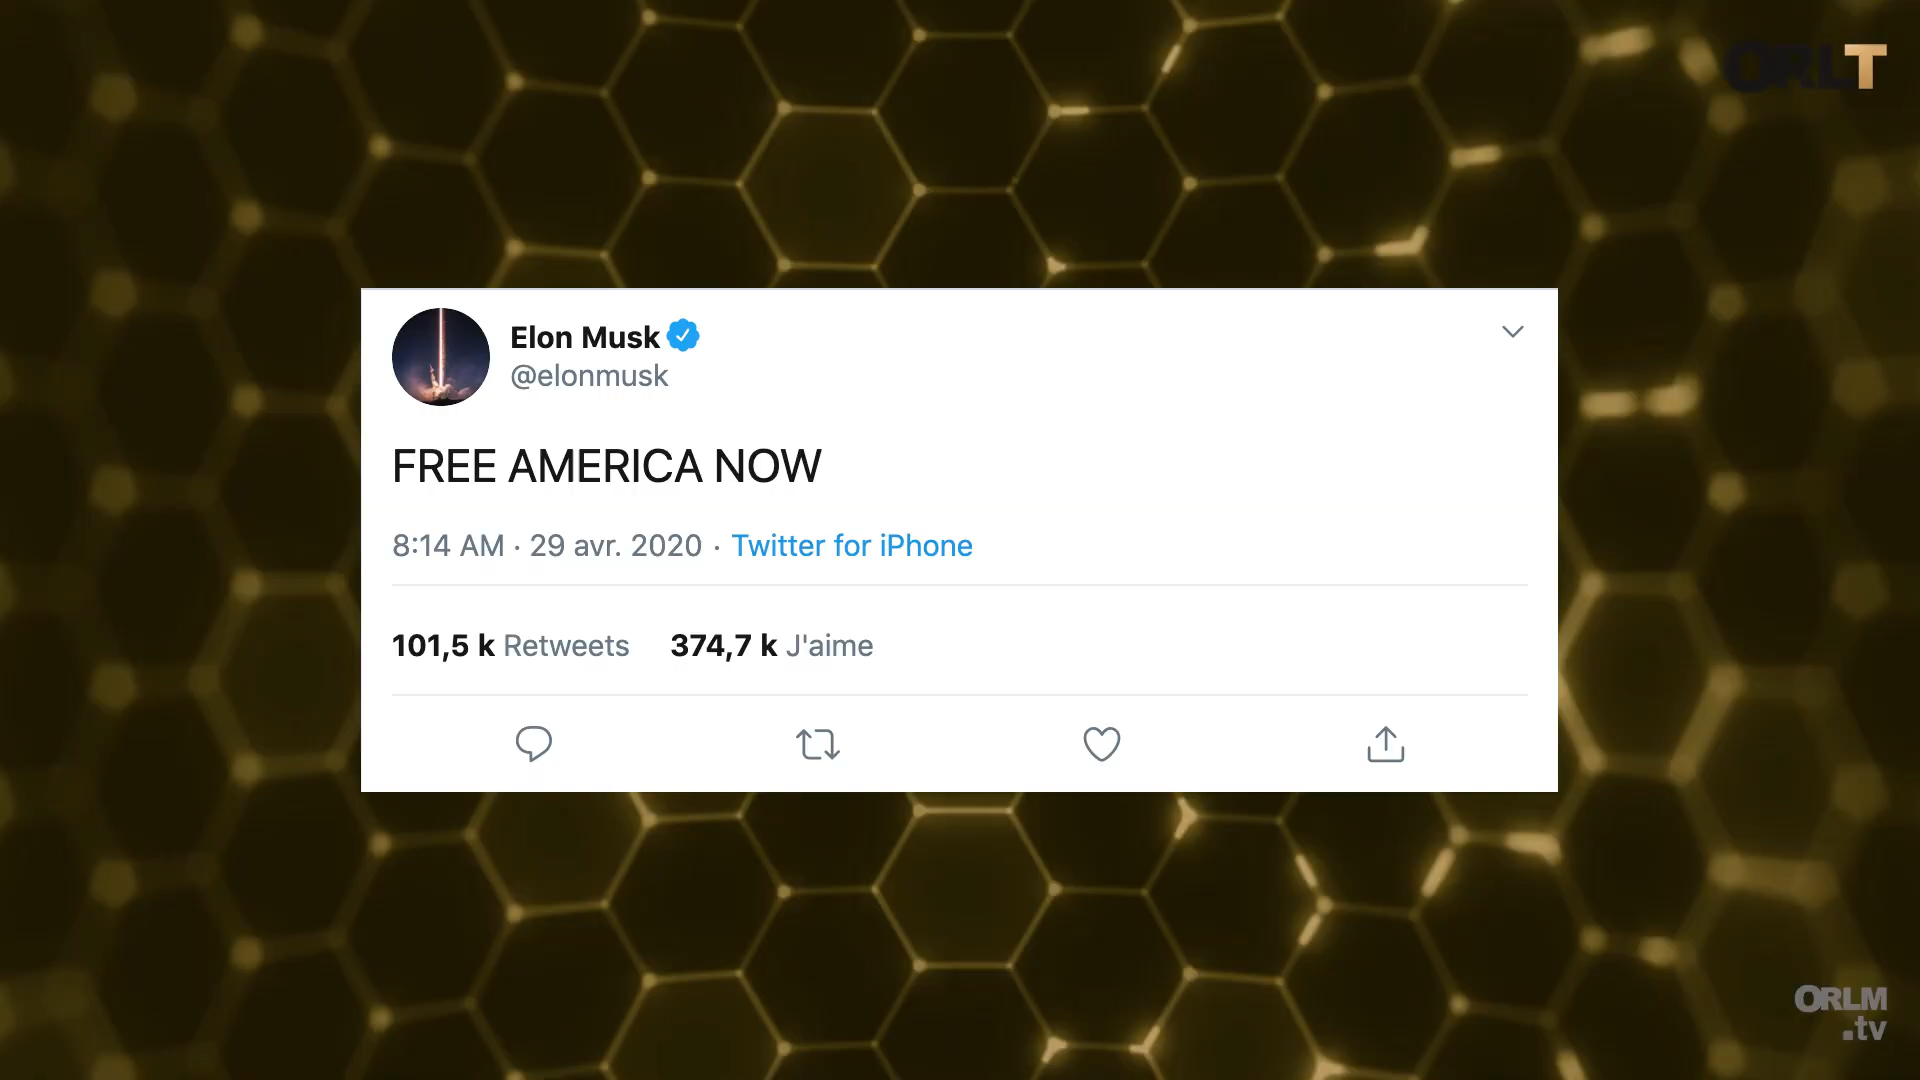 ORLT
Elon Musk
@elonmusk
FREE AMERICA NOW
8:14 AM · 29 avr. 2020 · Twitter for iPhone
101,5 k Retweets 374,7 k J'aime
ORLM
.tv